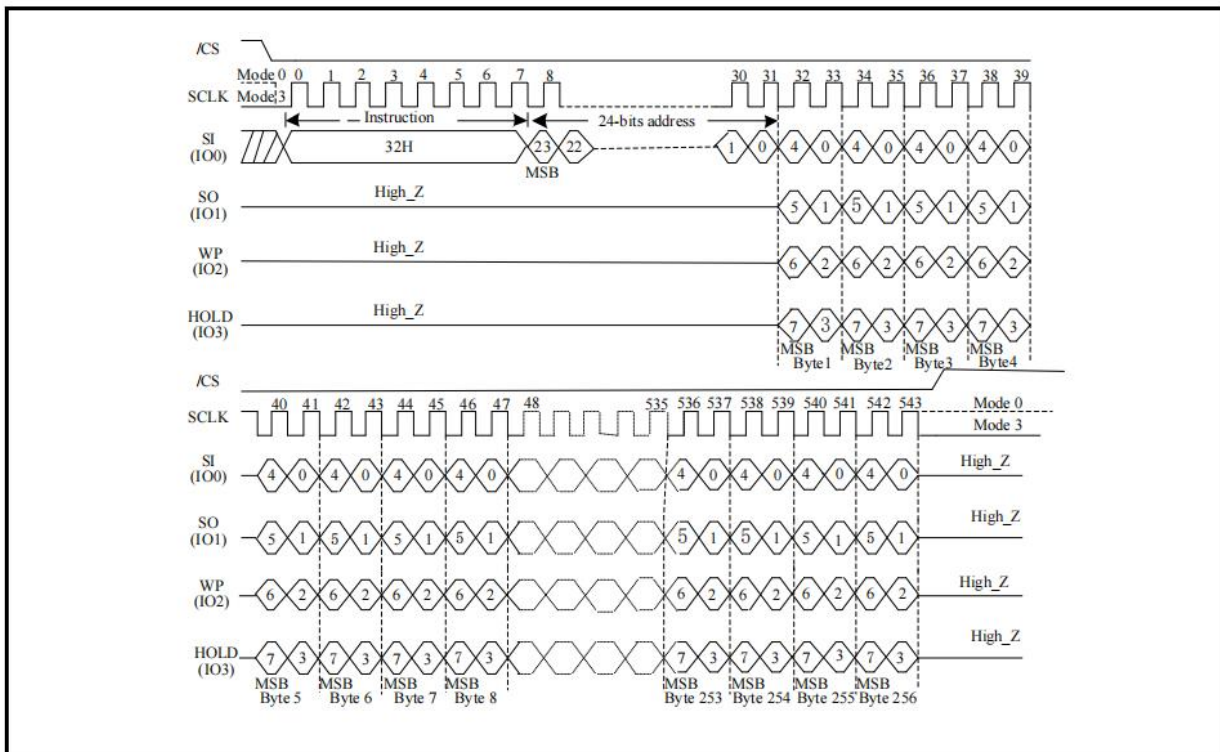 /CS
Mode 0 0 1 2 3 4 5 6 7 8 30 31 32 33 34 35 36 37 38 39
SCLK Mode 3
Instruction 24-bits address
SI 32H 23 22 1 0 4 0 4 0 4 0 4 0
(IO0) MSB
SO High_Z 5 1 5 1 5 1 5 1
(IO1)
WP High_Z 6 2 6 2 6 2 6 2
(IO2)
HOLD High_Z 7 3 7 3 7 3 7 3
(IO3)
MSB MSB MSB MSB
Byte1 Byte2 Byte3 Byte4
/CS
40 41 42 43 44 45 46 47 48 535 536 537 538 539 540 541 542 543 Mode 0
SCLK Mode 3
SI 4 0 4 0 4 0 4 0 4 0 4 0 4 0 4 0 High_Z
(IO0)
SO 5 1 5 1 5 1 5 1 5 1 5 1 5 1 5 1 High_Z
(IO1)
WP 6 2 6 2 6 2 6 2 6 2 6 2 6 2 6 2 High_Z
(IO2)
HOLD 7 3 7 3 7 3 7 3 7 3 7 3 7 3 7 3 High_Z
(IO3)
MSB MSB MSB MSB MSB MSB MSB MSB
Byte 5 Byte 6 Byte 7 Byte 8 Byte 253 Byte 254 Byte 255 Byte 256